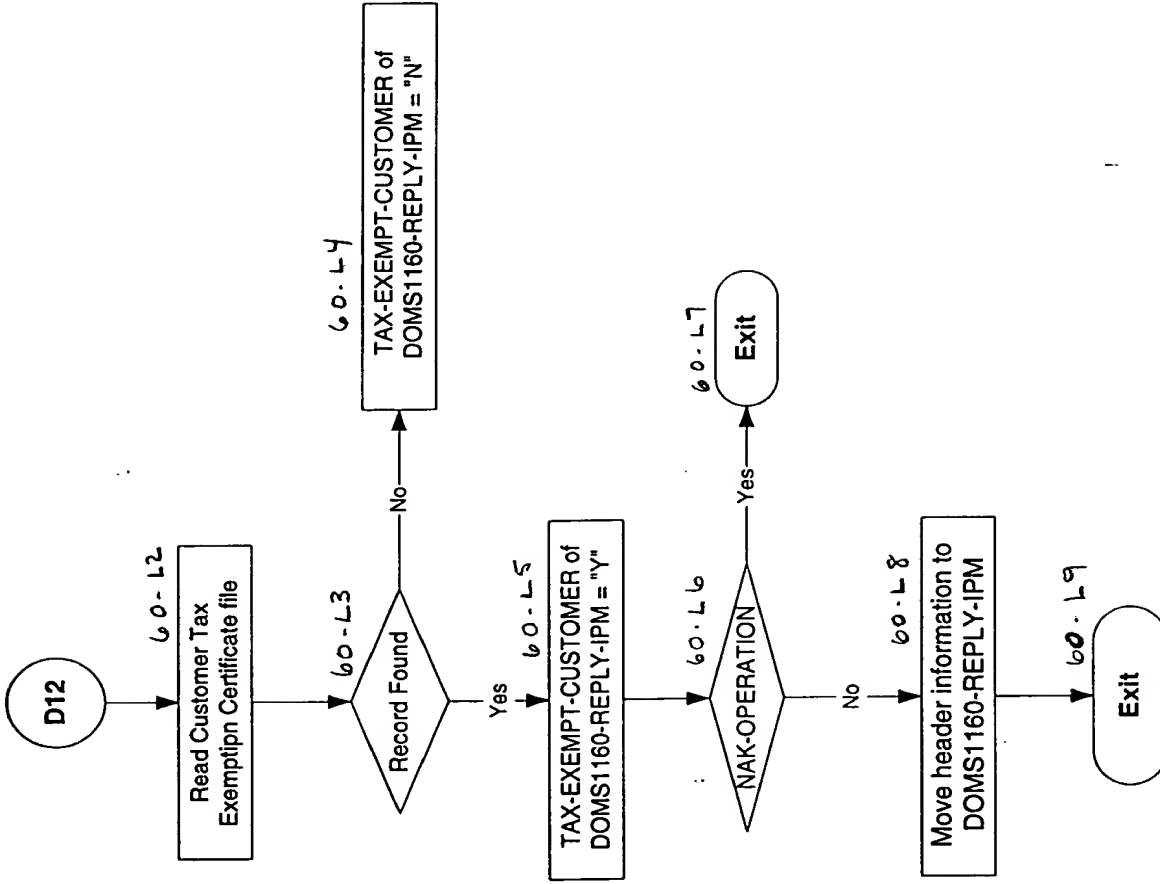 D12
60-L2
Read Customer Tax
Exemptipn Certificate file
60-L3
Record Found
No
60-L4
TAX-EXEMPT-CUSTOMER of
DOMS1160-REPLY-IPM = "N"
Yes
60-L5
TAX-EXEMPT-CUSTOMER of
DOMS1160-REPLY-IPM = "Y"
60-L6
NAK-OPERATION
Yes
60-L7
Exit
No
60-L8
Move header information to
DOMS1160-REPLY-IPM
60-L9
Exit